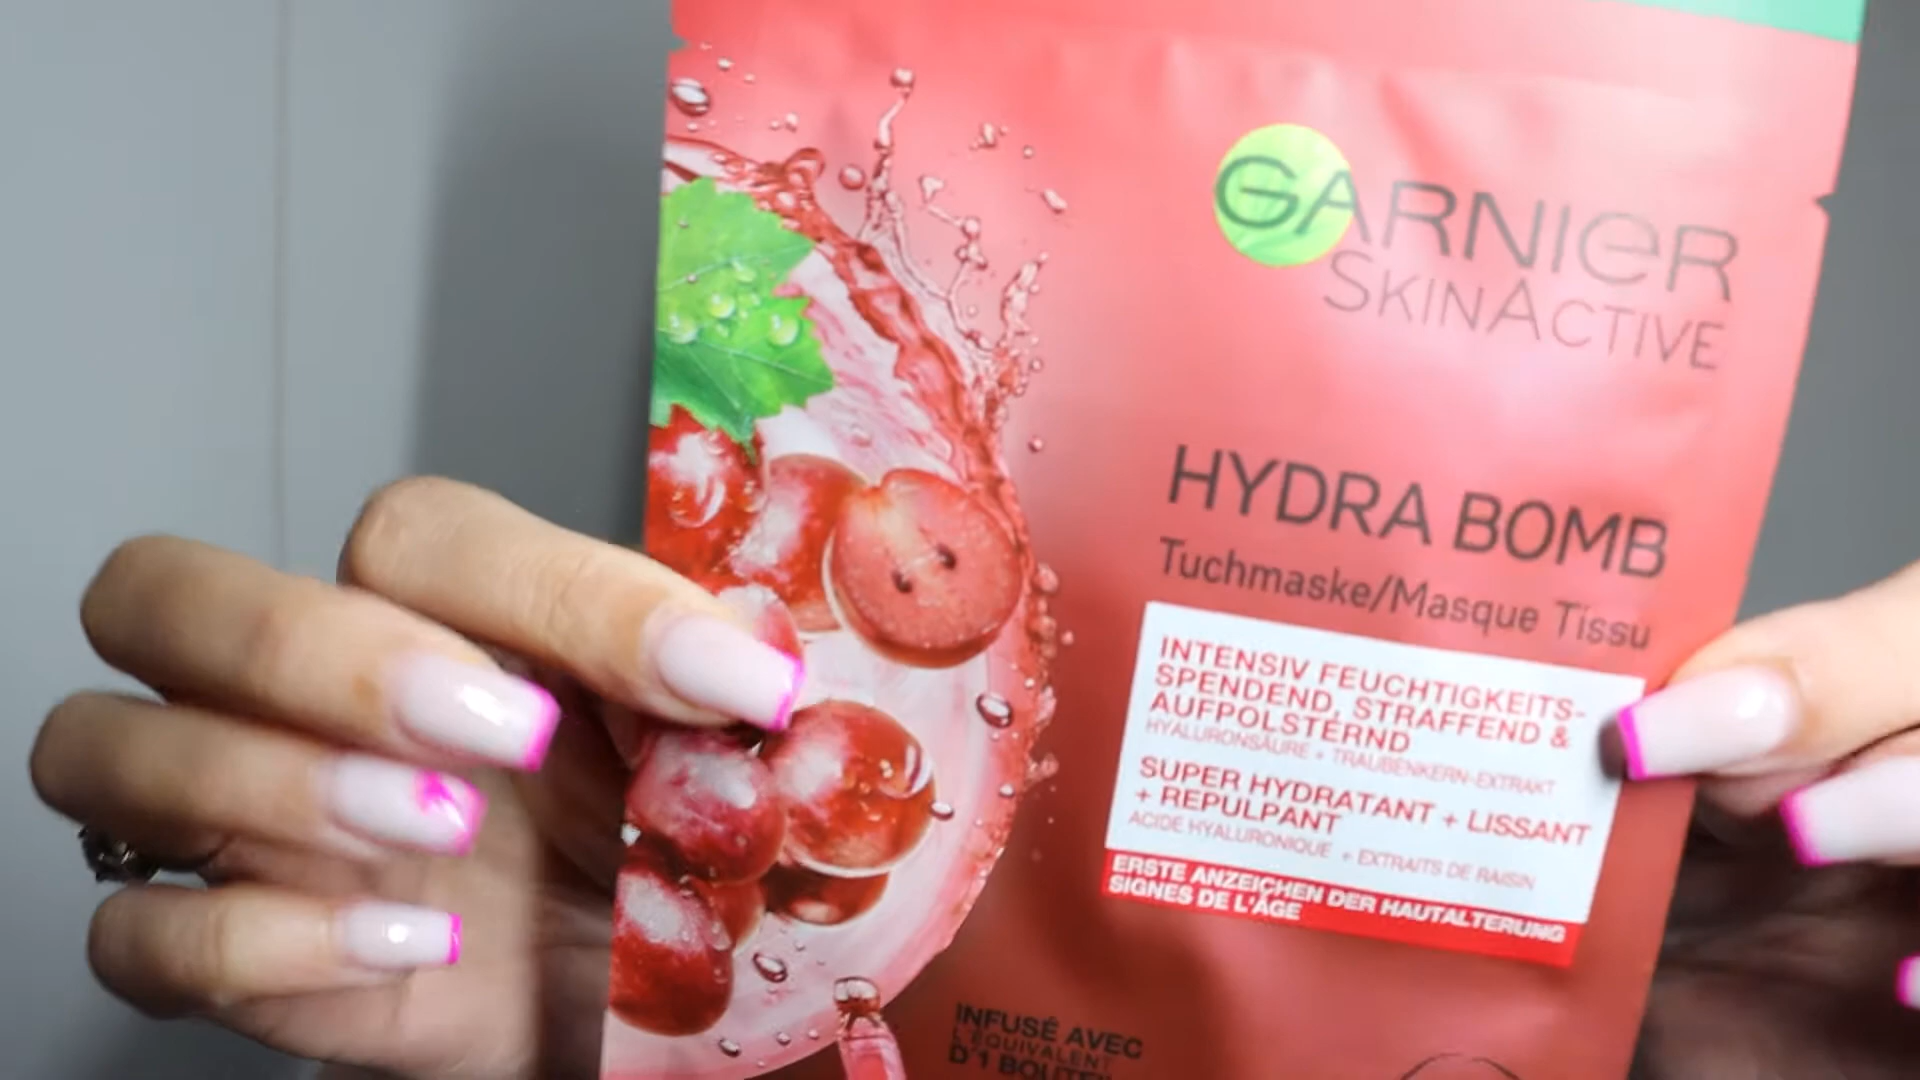 GARNIER
SKINACTIVE
HYDRA BOMB
Tuchmaske/Masque Tissu
INTENSIV FEUCHTIGKEITS-
SPENDEND, STRAFFEND &
AUFPOLSTERND
HYALURONSÄURE + TRAUBENKERN-EXTRAKT
SUPER HYDRATANT + LISSANT
+ REPULPANT
ACIDE HYALURONIQUE + EXTRAITS DE RAISIN
ERSTE ANZEICHEN DER HAUTALTERUNG
SIGNES DE L'ÂGE
INFUSÉ AVEC
L'ÉQUIVALENT
D'1